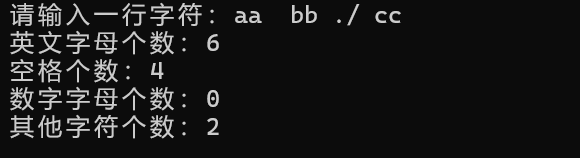 请输入一行字符：aa  bb ./ cc
英文字母个数：6
空格个数：4
数字字母个数：0
其他字符个数：2